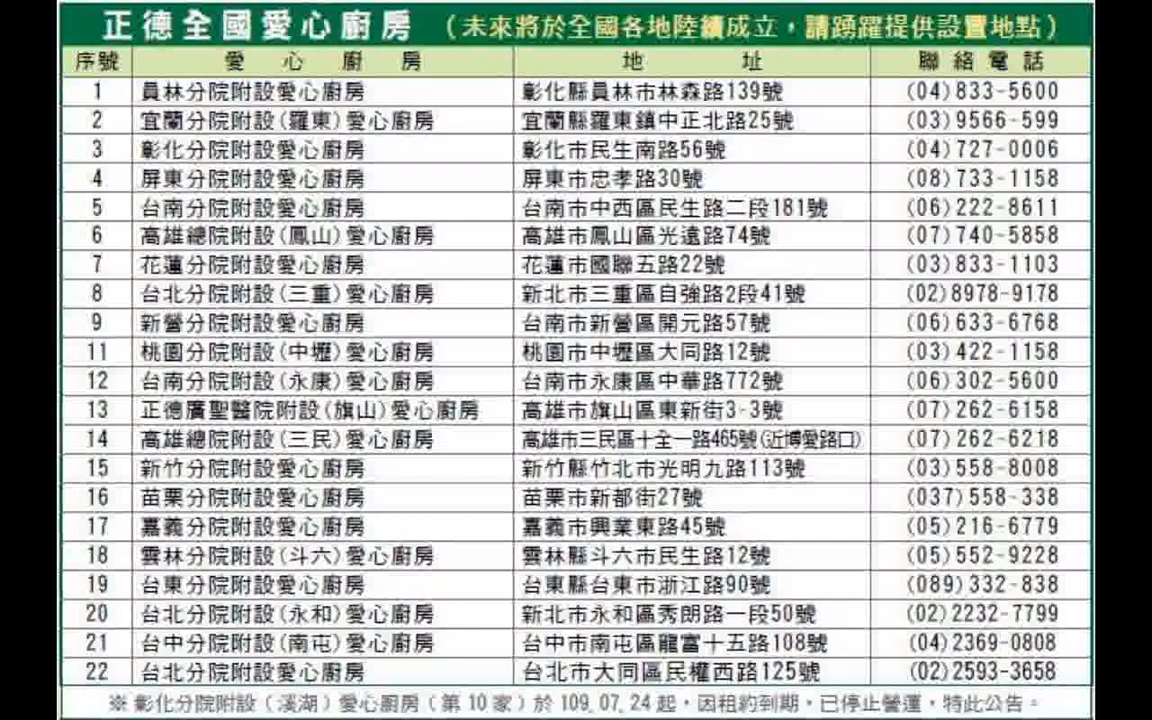 正德全國愛心廚房 (未來將於全國各地陸續成立，請踴躍提供設置地點)
序號 愛心廚房 地址 聯絡電話
1 員林分院附設愛心廚房 彰化縣員林市林森路139號 (04)833-5600
2 宜蘭分院附設(羅東)愛心廚房 宜蘭縣羅東鎮中正北路25號 (03)9566-599
3 彰化分院附設愛心廚房 彰化市民生南路56號 (04)727-0006
4 屏東分院附設愛心廚房 屏東市忠孝路30號 (08)733-1158
5 台南分院附設愛心廚房 台南市中西區民生路二段181號 (06)222-8611
6 高雄總院附設(鳳山)愛心廚房 高雄市鳳山區光遠路74號 (07)740-5858
7 花蓮分院附設愛心廚房 花蓮市國聯五路22號 (03)833-1103
8 台北分院附設(三重)愛心廚房 新北市三重區自強路2段41號 (02)8978-9178
9 新營分院附設愛心廚房 台南市新營區開元路57號 (06)633-6768
11 桃園分院附設(中壢)愛心廚房 桃園市中壢區大同路12號 (03)422-1158
12 台南分院附設(永康)愛心廚房 台南市永康區中華路772號 (06)302-5600
13 正德廣聖醫院附設(旗山)愛心廚房 高雄市旗山區東新街3-3號 (07)262-6158
14 高雄總院附設(三民)愛心廚房 高雄市三民區十全一路465號(近博愛路口) (07)262-6218
15 新竹分院附設愛心廚房 新竹縣竹北市光明九路113號 (03)558-8008
16 苗栗分院附設愛心廚房 苗栗市新都街27號 (037)558-338
17 嘉義分院附設愛心廚房 嘉義市興業東路45號 (05)216-6779
18 雲林分院附設(斗六)愛心廚房 雲林縣斗六市民生路12號 (05)552-9228
19 台東分院附設愛心廚房 台東縣台東市浙江路90號 (089)332-838
20 台北分院附設(永和)愛心廚房 新北市永和區秀朗路一段50號 (02)2232-7799
21 台中分院附設(南屯)愛心廚房 台中市南屯區龍富十五路108號 (04)2369-0808
22 台北分院附設愛心廚房 台北市大同區民權西路125號 (02)2593-3658
※ 彰化分院附設(溪湖)愛心廚房(第10家)於109.07.24起，因租約到期，已停止營運，特此公告。